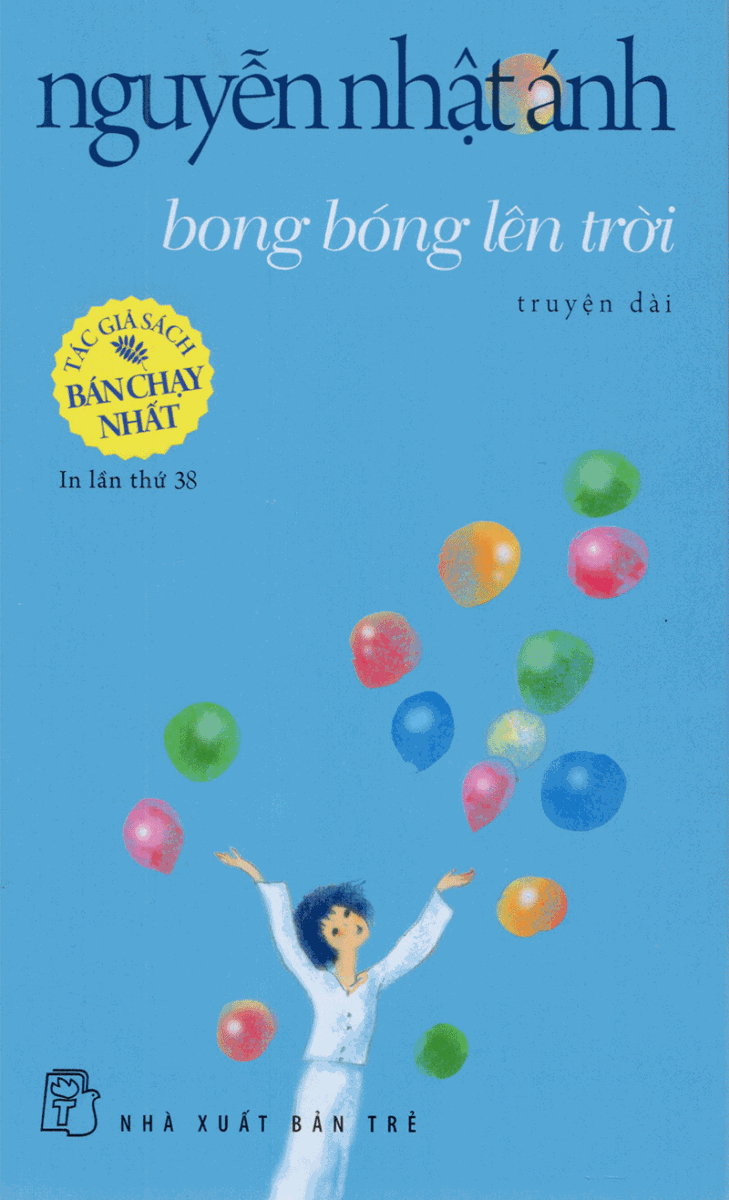 nguyễn nhật ánh
bong bóng lên trời
truyện dài
TÁC GIẢ SÁCH
BÁN CHẠY
NHẤT
In lần thứ 38
T
NHÀ XUẤT BẢN TRẺ